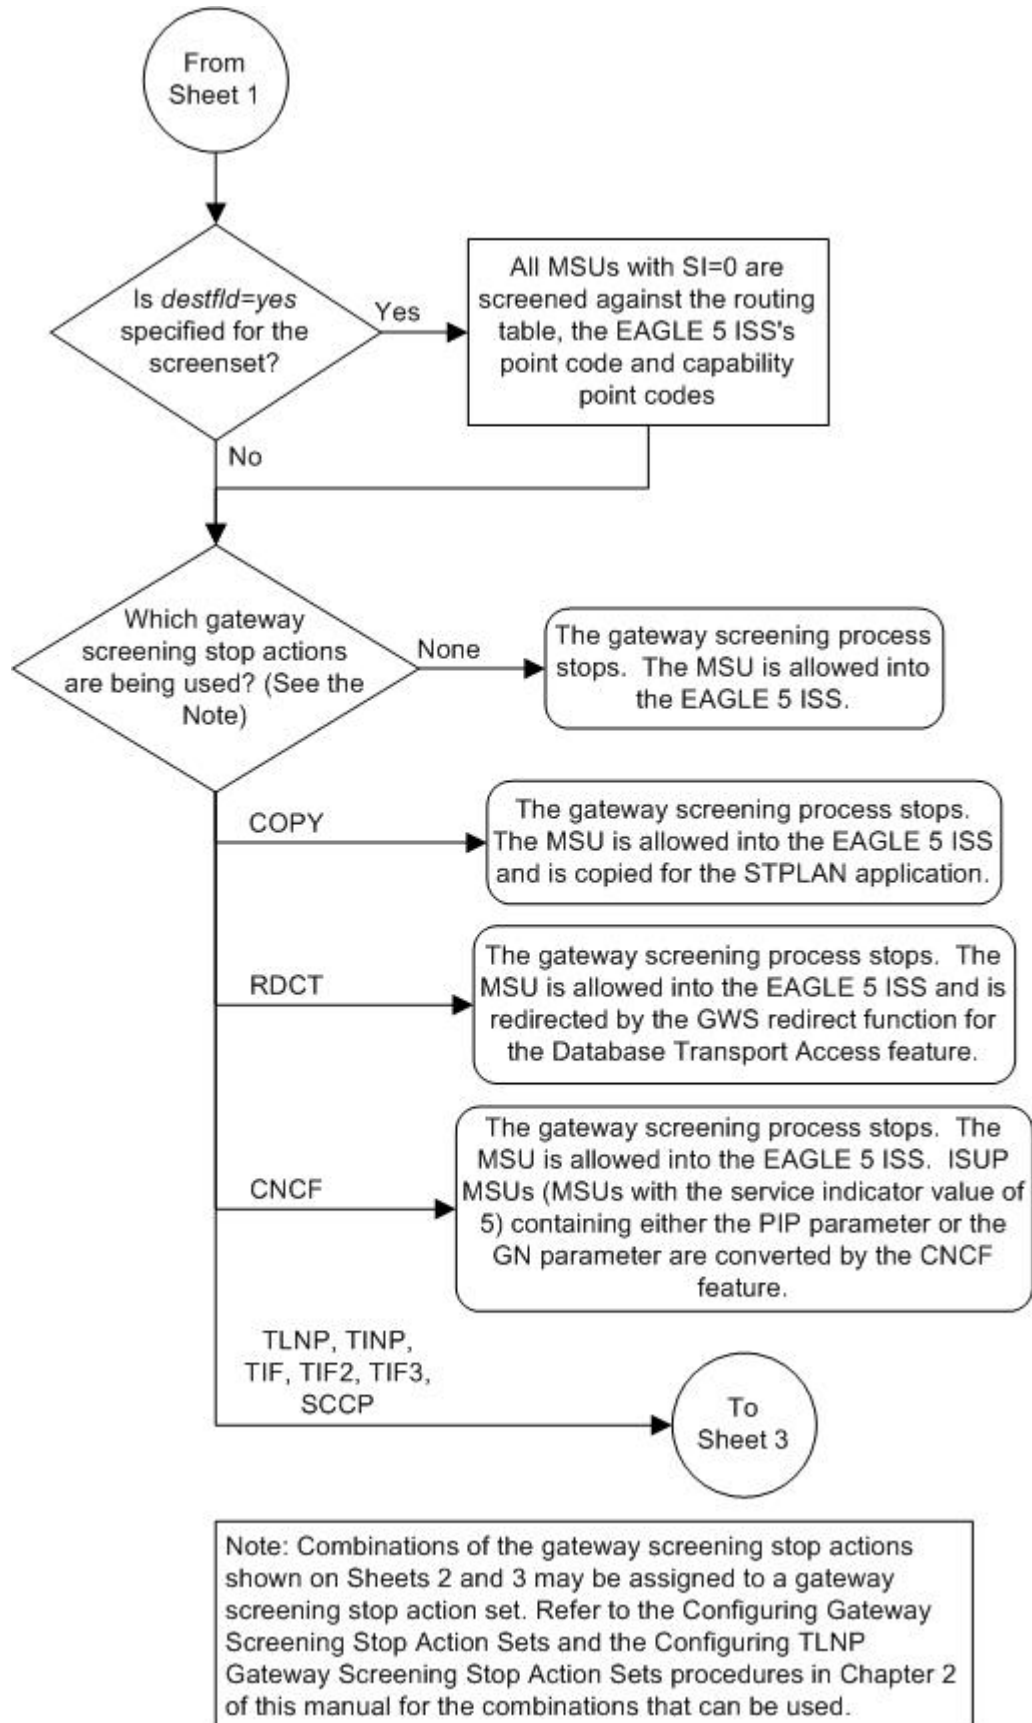 From
Sheet 1
Is destfld=yes
specified for the
screenset?
Yes
All MSUs with SI=0 are
screened against the routing
table, the EAGLE 5 ISS's
point code and capability
point codes
No
Which gateway
screening stop actions
are being used? (See the
Note)
None
The gateway screening process
stops. The MSU is allowed into
the EAGLE 5 ISS.
COPY
The gateway screening process stops.
The MSU is allowed into the EAGLE 5 ISS
and is copied for the STPLAN application.
RDCT
The gateway screening process stops. The
MSU is allowed into the EAGLE 5 ISS and is
redirected by the GWS redirect function for
the Database Transport Access feature.
CNCF
The gateway screening process stops. The
MSU is allowed into the EAGLE 5 ISS. ISUP
MSUs (MSUs with the service indicator value of
5) containing either the PIP parameter or the
GN parameter are converted by the CNCF
feature.
TLNP, TINP,
TIF, TIF2, TIF3,
SCCP
To
Sheet 3
Note: Combinations of the gateway screening stop actions
shown on Sheets 2 and 3 may be assigned to a gateway
screening stop action set. Refer to the Configuring Gateway
Screening Stop Action Sets and the Configuring TLNP
Gateway Screening Stop Action Sets procedures in Chapter 2
of this manual for the combinations that can be used.